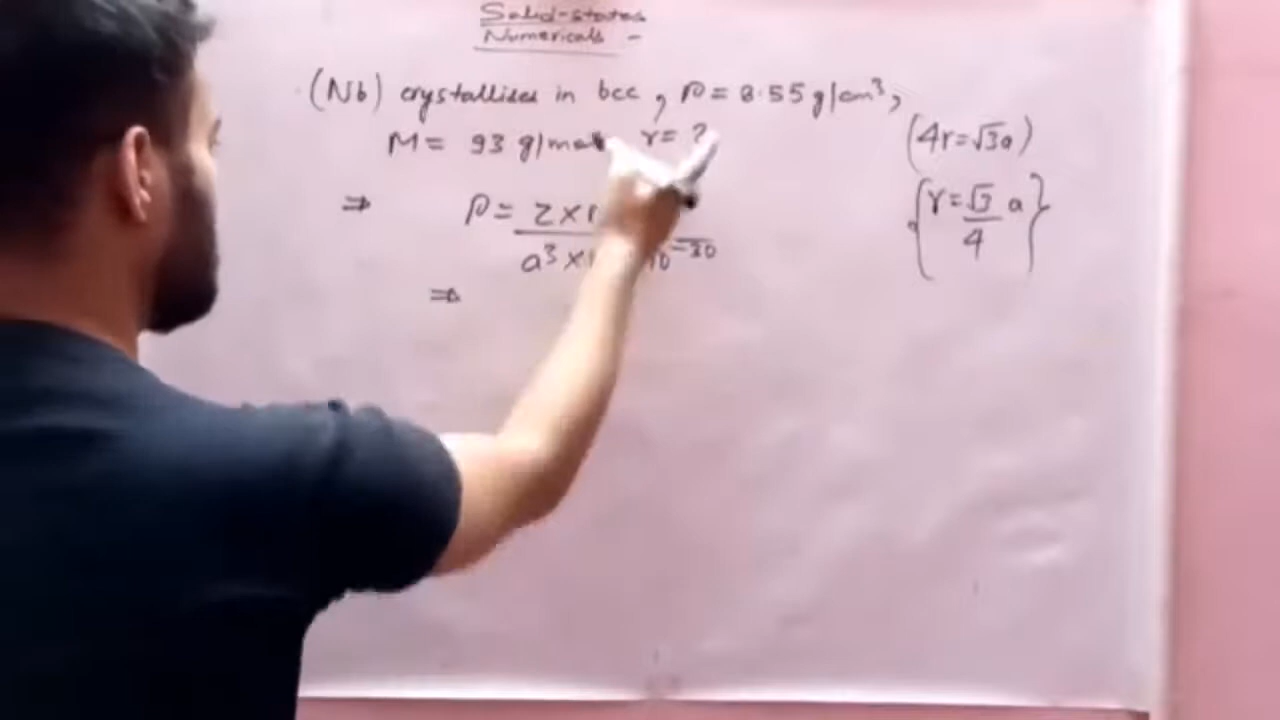 Solid-states
Numericals -
(Nb) crystallises in bcc, ρ = 8.55 g/cm³,
M = 93 g/mol r = ?
(4r=√3a)
{r = √3/4 a}
⇒ ρ = Z×
a³× 10⁻³⁰
⇒